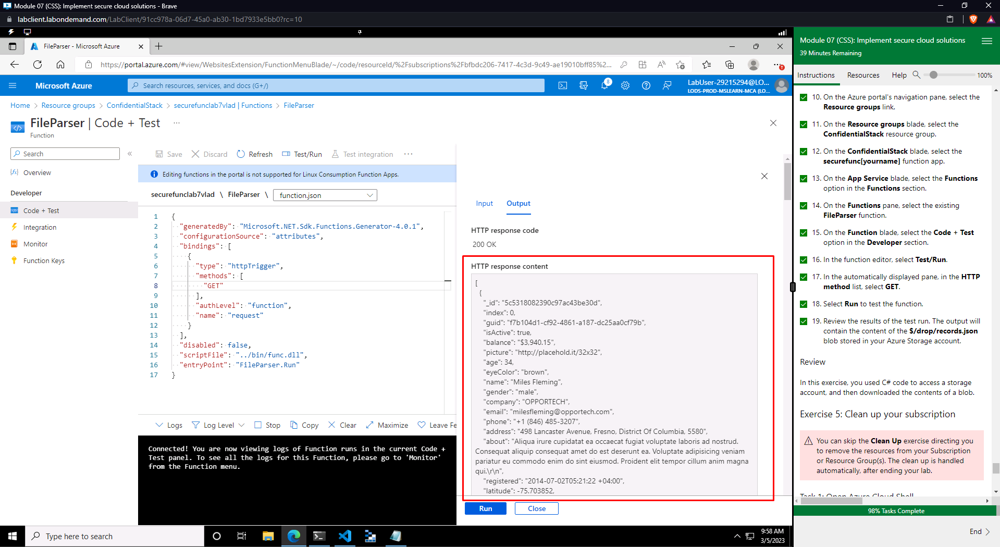 Module 07 (CSS): Implement secure cloud solutions - Brave
labclient.labondemand.com/LabClient/91cc978a-06d7-45a0-ab30-1bd7933e5bb0?rc=10
FileParser - Microsoft Azure
https://portal.azure.com/#view/WebsitesExtension/FunctionMenuBlade/~/code/resourceId/%2Fsubscriptions%2Fbfbdc206-7417-4c3d-9c49-ae19010bff85%2...
Microsoft Azure
Search resources, services, and docs (G+/)
8
LabUser-29215294@LO...
LODS-PROD-MSLEARN-MCA (LO...
Home > Resource groups > ConfidentialStack > securefunclab7vlad | Functions > FileParser
FileParser | Code + Test ...
Function
Search
Overview
Developer
Code + Test
Integration
Monitor
Function Keys
Save
Discard
Refresh
Test/Run
Test integration
...
Editing functions in the portal is not supported for Linux Consumption Function Apps.
securefunclab7vlad \ FileParser \ function.json
1 {
2 "generatedBy": "Microsoft.NET.Sdk.Functions.Generator-4.0.1",
3 "configurationSource": "attributes",
4 "bindings": [
5 {
6 "type": "httpTrigger",
7 "methods": [
8 "GET"
9 ],
10 "authLevel": "function",
11 "name": "request"
12 }
13 ],
14 "disabled": false,
15 "scriptFile": "../bin/func.dll",
16 "entryPoint": "FileParser.Run"
17 }
Logs
Log Level
Stop
Copy
Clear
Maximize
Leave Fe
Connected! You are now viewing logs of Function runs in the current Code +
Test panel. To see all the logs for this Function, please go to 'Monitor'
from the Function menu.
Input
Output
HTTP response code
200 OK
HTTP response content
[
{
"_id": "5c5318082390c97ac43be30d",
"index": 0,
"guid": "f7b104d1-cf92-4861-a187-dc25aa0cf79b",
"isActive": true,
"balance": "$3,940.15",
"picture": "http://placehold.it/32x32",
"age": 34,
"eyeColor": "brown",
"name": "Miles Fleming",
"gender": "male",
"company": "OPPORTECH",
"email": "milesfleming@opportech.com",
"phone": "+1 (846) 485-3207",
"address": "498 Lancaster Avenue, Fresno, District Of Columbia, 5580",
"about": "Aliqua irure cupidatat ea occaecat fugiat voluptate laboris ad nostrud.
Consequat aliquip consequat amet do est deserunt ea. Voluptate adipisicing veniam
pariatur eu commodo enim do sint eiusmod. Proident elit tempor cillum anim magna
qui.\r\n",
"registered": "2014-07-02T05:21:22 +04:00",
"latitude": -75.703852,
Run
Close
Module 07 (CSS): Implement secure cloud solutions
39 Minutes Remaining
Instructions
Resources
Help
100%
10. On the Azure portal's navigation pane, select the
Resource groups link.
11. On the Resource groups blade, select the
ConfidentialStack resource group.
12. On the ConfidentialStack blade, select the
securefunc[yourname] function app.
13. On the App Service blade, select the Functions
option in the Functions section.
14. On the Functions pane, select the existing
FileParser function.
15. On the Function blade, select the Code + Test
option in the Developer section.
16. In the function editor, select Test/Run.
17. In the automatically displayed pane, in the HTTP
method list, select GET.
18. Select Run to test the function.
19. Review the results of the test run. The output will
contain the content of the $/drop/records.json
blob stored in your Azure Storage account.
Review
In this exercise, you used C# code to access a storage
account, and then downloaded the contents of a blob.
Exercise 5: Clean up your subscription
You can skip the Clean Up exercise directing you
to remove the resources from your Subscription
or Resource Group(s). The clean up is handled
automatically, after ending your lab.
Task 1: Open Azure Cloud Shell
98% Tasks Complete
End
Type here to search
9:58 AM
3/5/2023